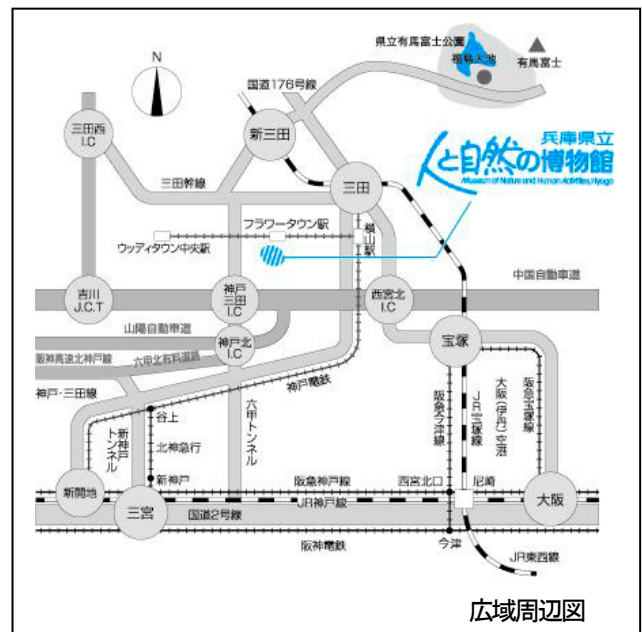 県立有馬富士公園
福島大池
有馬富士
N
国道176号線
三田西
I.C
新三田
兵庫県立
人と自然の博物館
Museum of Nature and Human Activities, Hyogo
三田幹線
三田
フラワータウン駅
横山駅
ウッディタウン中央駅
中国自動車道
吉川
J.C.T
神戸
三田
I.C
西宮北
I.C
山陽自動車道
神戸北
I.C
宝塚
阪神高速北神戸線
六甲北有料道路
神戸・三田線
神戸電鉄
谷上
新神戸
トンネル
北神急行
六甲トンネル
阪急今津線
JR宝塚線
大阪(伊丹)空港
阪急宝塚線
新神戸
新開地
阪急神戸線
西宮北口
尼崎
大阪
JR神戸線
三宮
国道2号線
阪神電鉄
今津
JR東西線
広域周辺図